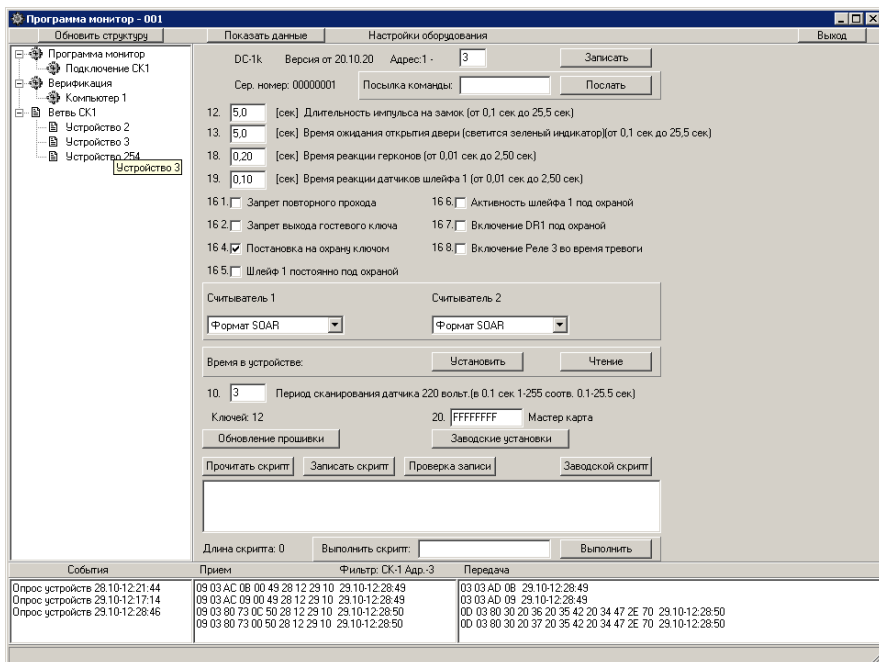 Программа монитор - 001
Обновить структуру Показать данные Настройки оборудования Выход
Программа монитор
Подключение СК1
Верификация
Компьютер 1
Ветвь СК1
Устройство 2
Устройство 3
Устройство 254
Устройство 3
DC-1k Версия от 20.10.20 Адрес:1 - 3 Записать
Сер. номер: 00000001 Посылка команды: Послать
12. 5,0 [сек] Длительность импульса на замок (от 0,1 сек до 25,5 сек)
13. 5,0 [сек] Время ожидания открытия двери (светится зеленый индикатор)(от 0,1 сек до 25,5 сек)
18. 0,20 [сек] Время реакции герконов (от 0,01 сек до 2,50 сек)
19. 0,10 [сек] Время реакции датчиков шлейфа 1 (от 0,01 сек до 2,50 сек)
16 1. Запрет повторного прохода 16 6. Активность шлейфа 1 под охраной
16 2. Запрет выхода гостевого ключа 16 7. Включение DR1 под охраной
16 4. Постановка на охрану ключом 16 8. Включение Реле 3 во время тревоги
16 5. Шлейф 1 постоянно под охраной
Считыватель 1 Считыватель 2
Формат SOAR Формат SOAR
Время в устройстве: Установить Чтение
10. 3 Период сканирования датчика 220 вольт.(в 0.1 сек 1-255 соотв. 0.1-25.5 сек)
Ключей: 12 20. FFFFFFFF Мастер карта
Обновление прошивки Заводские установки
Прочитать скрипт Записать скрипт Проверка записи Заводской скрипт
Длина скрипта: 0 Выполнить скрипт: Выполнить
События Прием Фильтр: СК-1 Адр.-3 Передача
Опрос устройств 28.10-12:21:44
Опрос устройств 29.10-12:17:14
Опрос устройств 29.10-12:28:46
09 03 AC 0B 00 49 28 12 29 10 29.10-12:28:49
09 03 AC 09 00 49 28 12 29 10 29.10-12:28:49
09 03 80 73 0C 50 28 12 29 10 29.10-12:28:50
09 03 80 73 00 50 28 12 29 10 29.10-12:28:50
03 03 AD 0B 29.10-12:28:49
03 03 AD 09 29.10-12:28:49
0D 03 80 30 20 36 20 35 42 20 34 47 2E 70 29.10-12:28:50
0D 03 80 30 20 37 20 35 42 20 34 47 2E 70 29.10-12:28:50